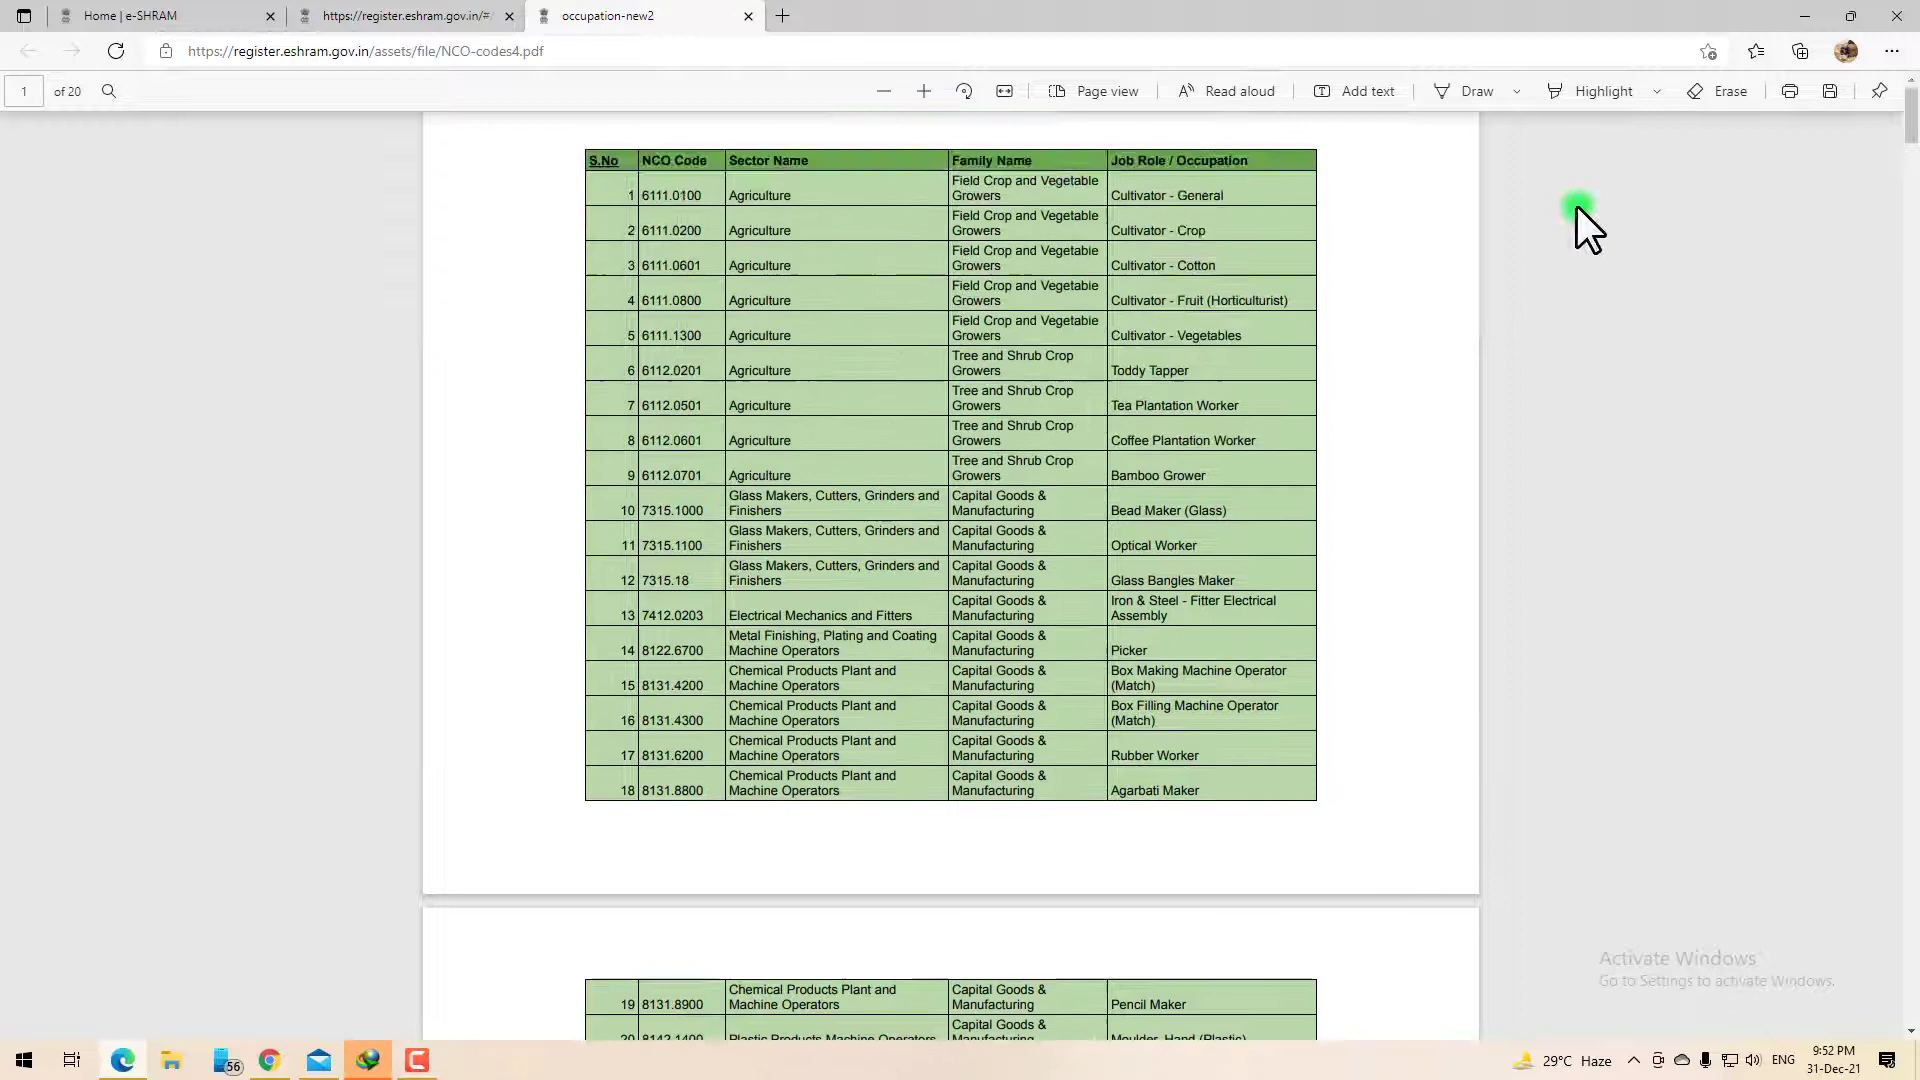 Home | e-SHRAM
https://register.eshram.gov.in/#/
occupation-new2
https://register.eshram.gov.in/assets/file/NCO-codes4.pdf
1 of 20
Page view
Read aloud
Add text
Draw
Highlight
Erase
S.No NCO Code Sector Name Family Name Job Role / Occupation
1 6111.0100 Agriculture Field Crop and Vegetable Growers Cultivator - General
2 6111.0200 Agriculture Field Crop and Vegetable Growers Cultivator - Crop
3 6111.0601 Agriculture Field Crop and Vegetable Growers Cultivator - Cotton
4 6111.0800 Agriculture Field Crop and Vegetable Growers Cultivator - Fruit (Horticulturist)
5 6111.1300 Agriculture Field Crop and Vegetable Growers Cultivator - Vegetables
6 6112.0201 Agriculture Tree and Shrub Crop Growers Toddy Tapper
7 6112.0501 Agriculture Tree and Shrub Crop Growers Tea Plantation Worker
8 6112.0601 Agriculture Tree and Shrub Crop Growers Coffee Plantation Worker
9 6112.0701 Agriculture Tree and Shrub Crop Growers Bamboo Grower
10 7315.1000 Glass Makers, Cutters, Grinders and Finishers Capital Goods & Manufacturing Bead Maker (Glass)
11 7315.1100 Glass Makers, Cutters, Grinders and Finishers Capital Goods & Manufacturing Optical Worker
12 7315.18 Glass Makers, Cutters, Grinders and Finishers Capital Goods & Manufacturing Glass Bangles Maker
13 7412.0203 Electrical Mechanics and Fitters Capital Goods & Manufacturing Iron & Steel - Fitter Electrical Assembly
14 8122.6700 Metal Finishing, Plating and Coating Machine Operators Capital Goods & Manufacturing Picker
15 8131.4200 Chemical Products Plant and Machine Operators Capital Goods & Manufacturing Box Making Machine Operator (Match)
16 8131.4300 Chemical Products Plant and Machine Operators Capital Goods & Manufacturing Box Filling Machine Operator (Match)
17 8131.6200 Chemical Products Plant and Machine Operators Capital Goods & Manufacturing Rubber Worker
18 8131.8800 Chemical Products Plant and Machine Operators Capital Goods & Manufacturing Agarbati Maker
19 8131.8900 Chemical Products Plant and Machine Operators Capital Goods & Manufacturing Pencil Maker
20 8142.1400 Plastic Products Machine Operators Capital Goods & Moulder, Hand (Plastic)
Activate Windows
Go to Settings to activate Windows.
56
29°C Haze
ENG
9:52 PM
31-Dec-21